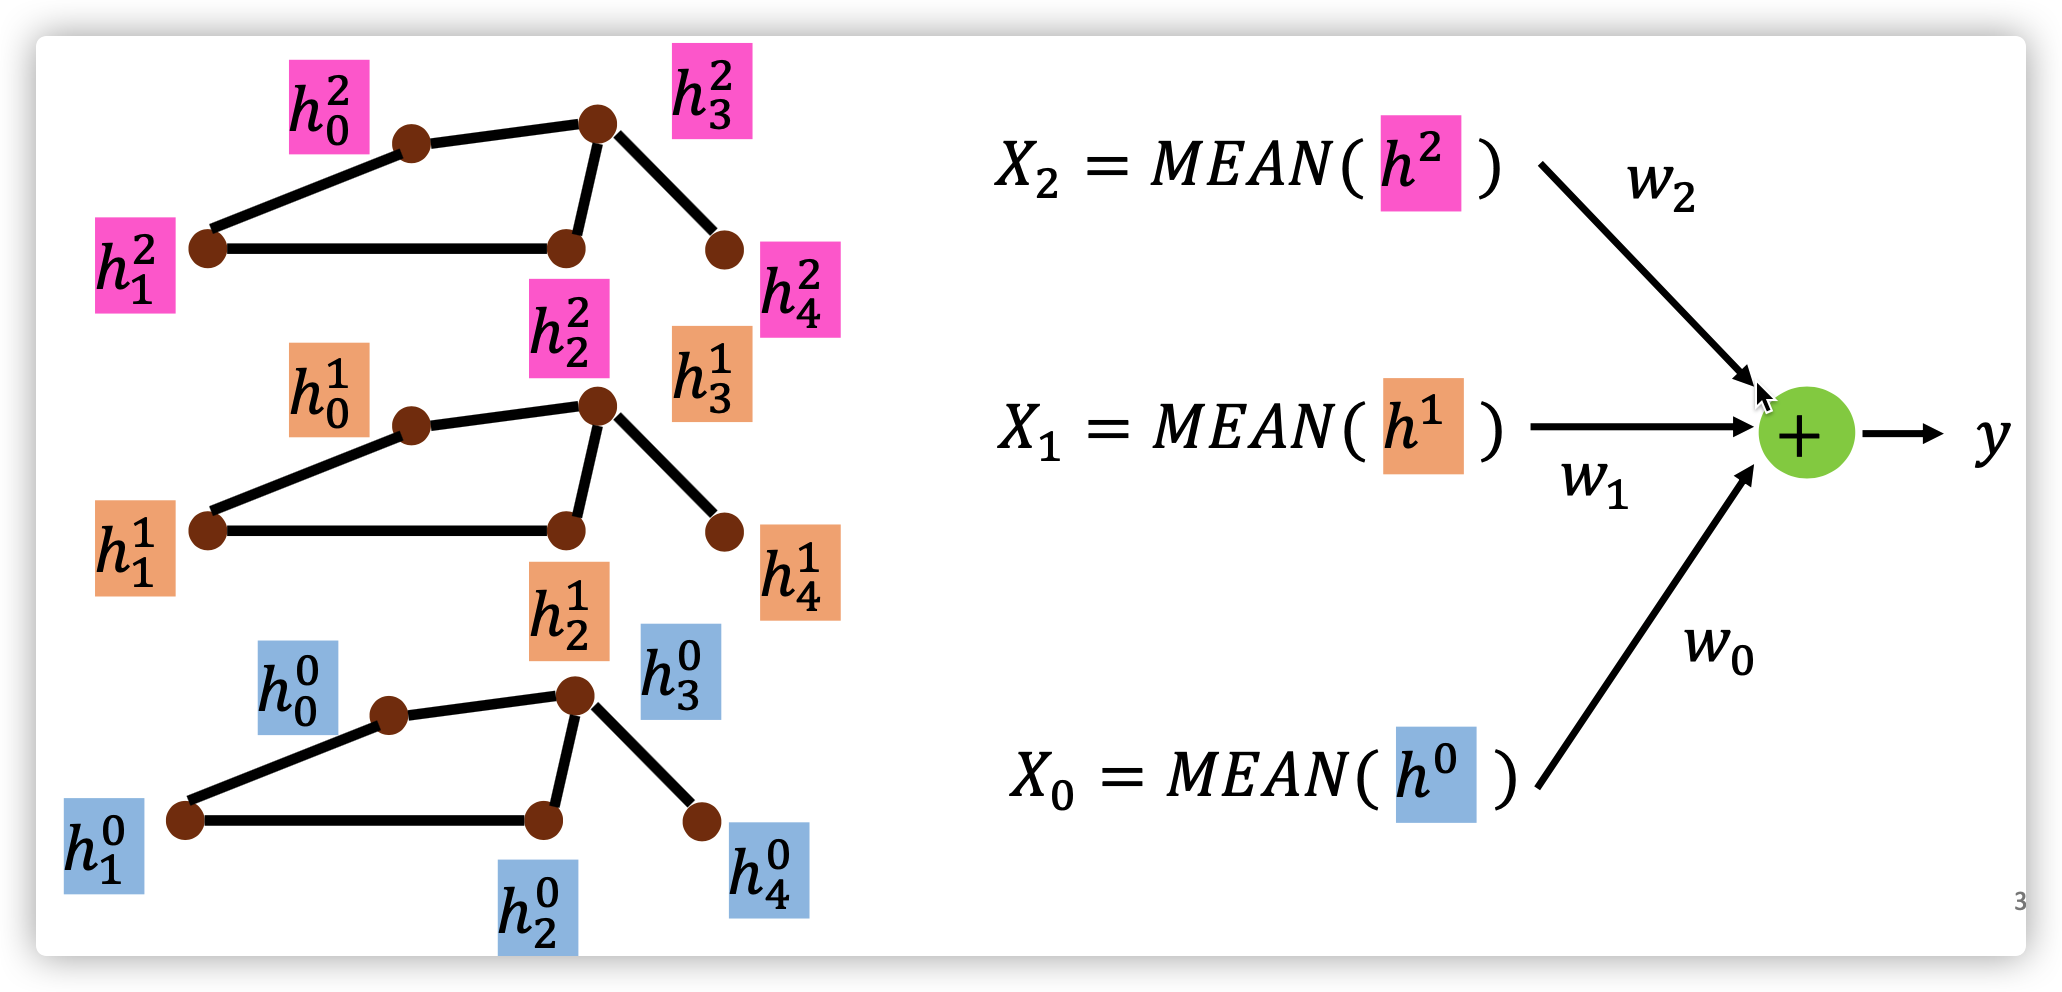 h_0^2
h_3^2
h_1^2
h_2^2
h_4^2
h_0^1
h_3^1
h_1^1
h_2^1
h_4^1
h_0^0
h_3^0
h_1^0
h_2^0
h_4^0
X_2 = MEAN( h^2 )
w_2
X_1 = MEAN( h^1 )
w_1
X_0 = MEAN( h^0 )
w_0
+
y
3